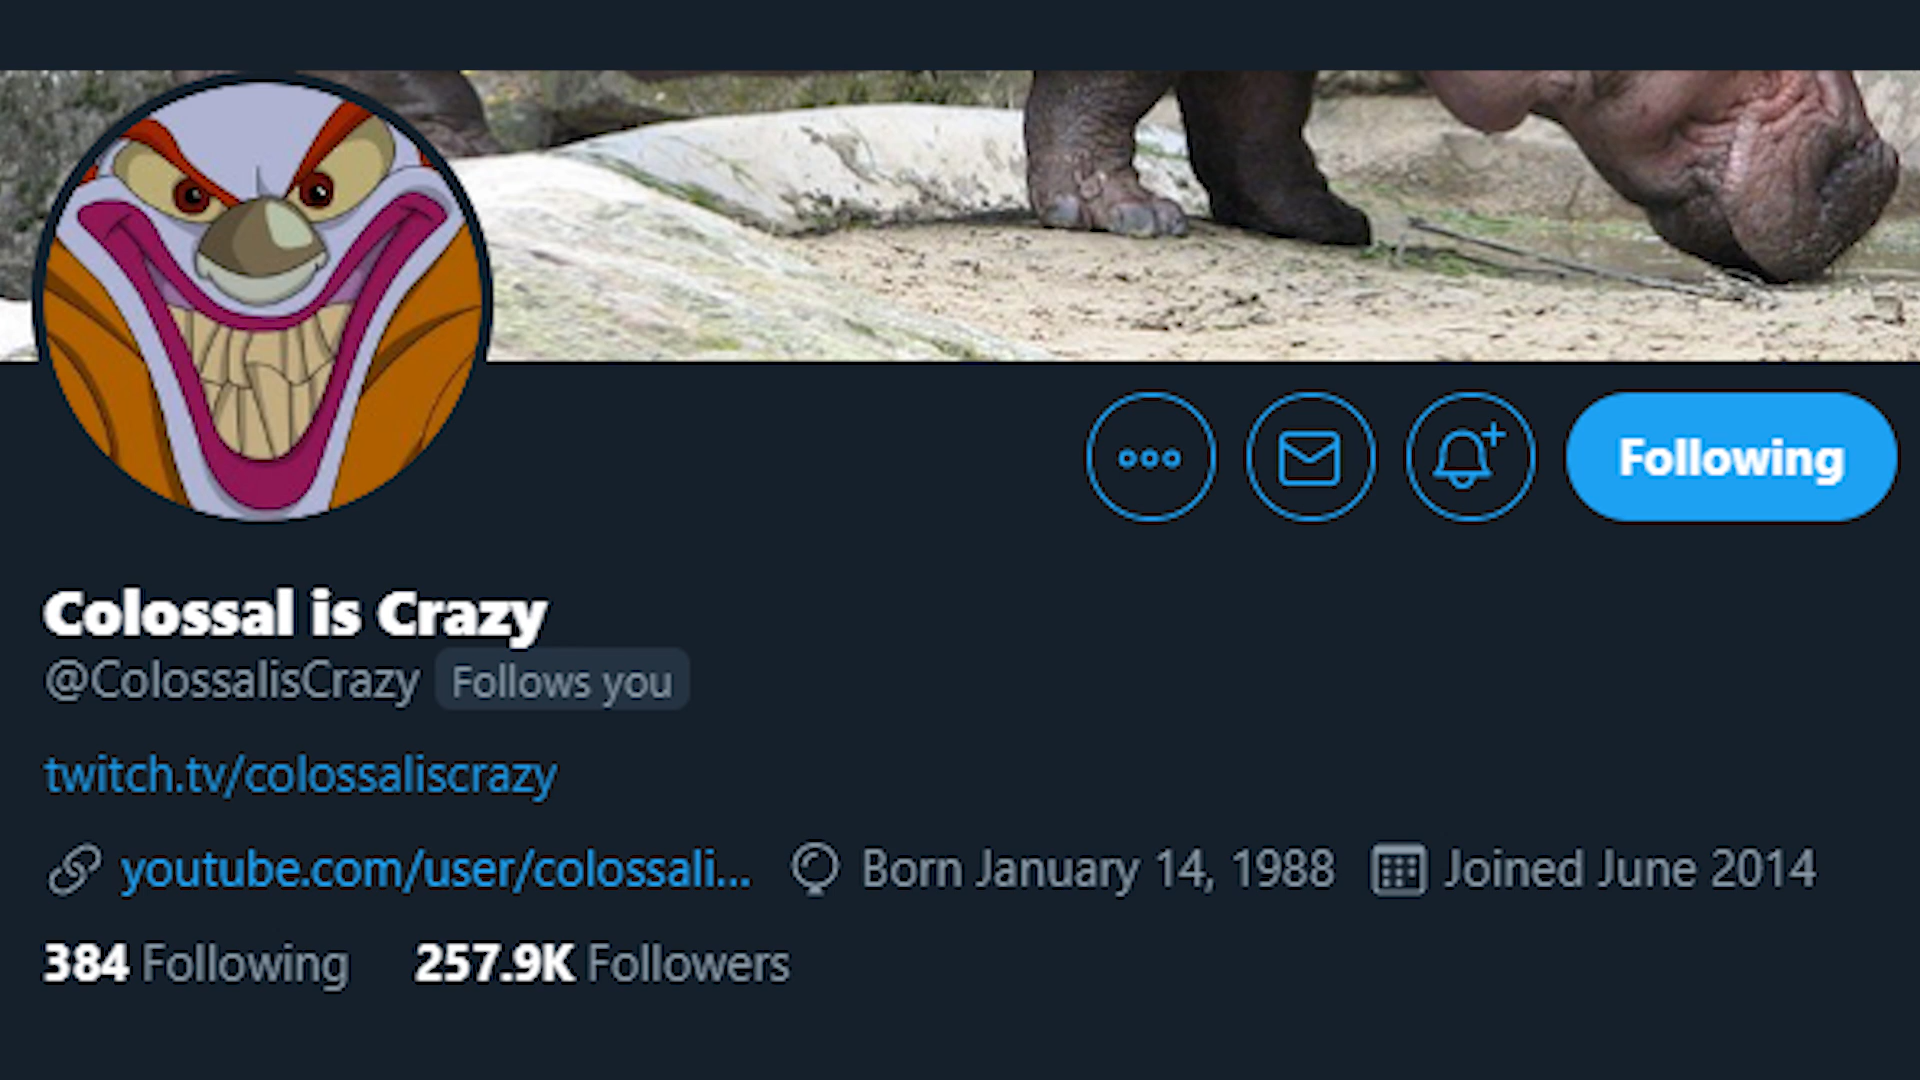 Following
Colossal is Crazy
@ColossalisCrazy Follows you
twitch.tv/colossaliscrazy
youtube.com/user/colossali... Born January 14, 1988 Joined June 2014
384 Following 257.9K Followers